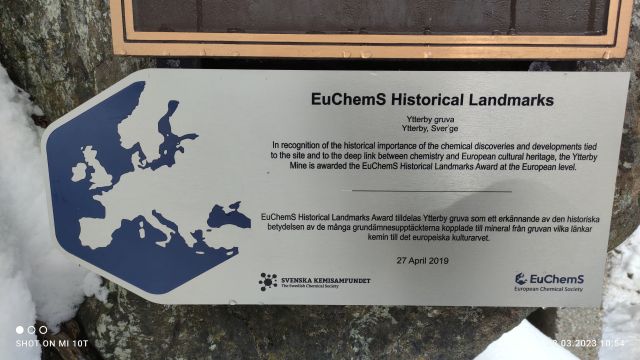 EuChemS Historical Landmarks
Ytterby gruva
Ytterby, Sverige
In recognition of the historical importance of the chemical discoveries and developments tied
to the site and to the deep link between chemistry and European cultural heritage, the Ytterby
Mine is awarded the EuChemS Historical Landmarks Award at the European level.
EuChemS Historical Landmarks Award tilldelas Ytterby gruva som ett erkännande av den historiska
betydelsen av de många grundämnesupptäckterna kopplade till mineral från gruvan vilka länkar
kemin till det europeiska kulturarvet.
27 April 2019
SVENSKA KEMISAMFUNDET
The Swedish Chemical Society
EuChemS
European Chemical Society
SHOT ON MI 10T
03.2023 10:54